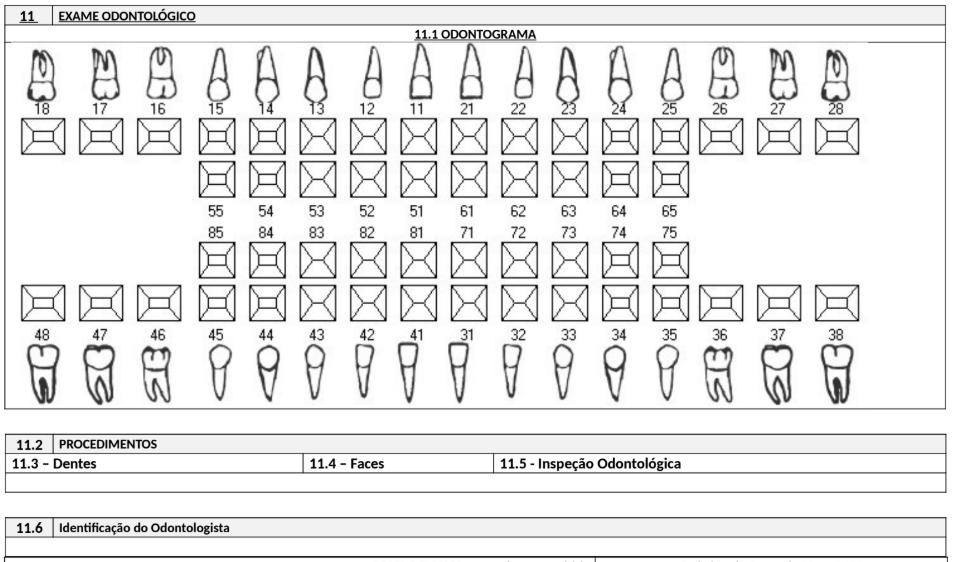 11 EXAME ODONTOLÓGICO
11.1 ODONTOGRAMA
18 17 16 15 14 13 12 11 21 22 23 24 25 26 27 28
55 54 53 52 51 61 62 63 64 65
85 84 83 82 81 71 72 73 74 75
48 47 46 45 44 43 42 41 31 32 33 34 35 36 37 38
11.2 PROCEDIMENTOS
11.3 – Dentes 11.4 – Faces 11.5 - Inspeção Odontológica
11.6 Identificação do Odontologista